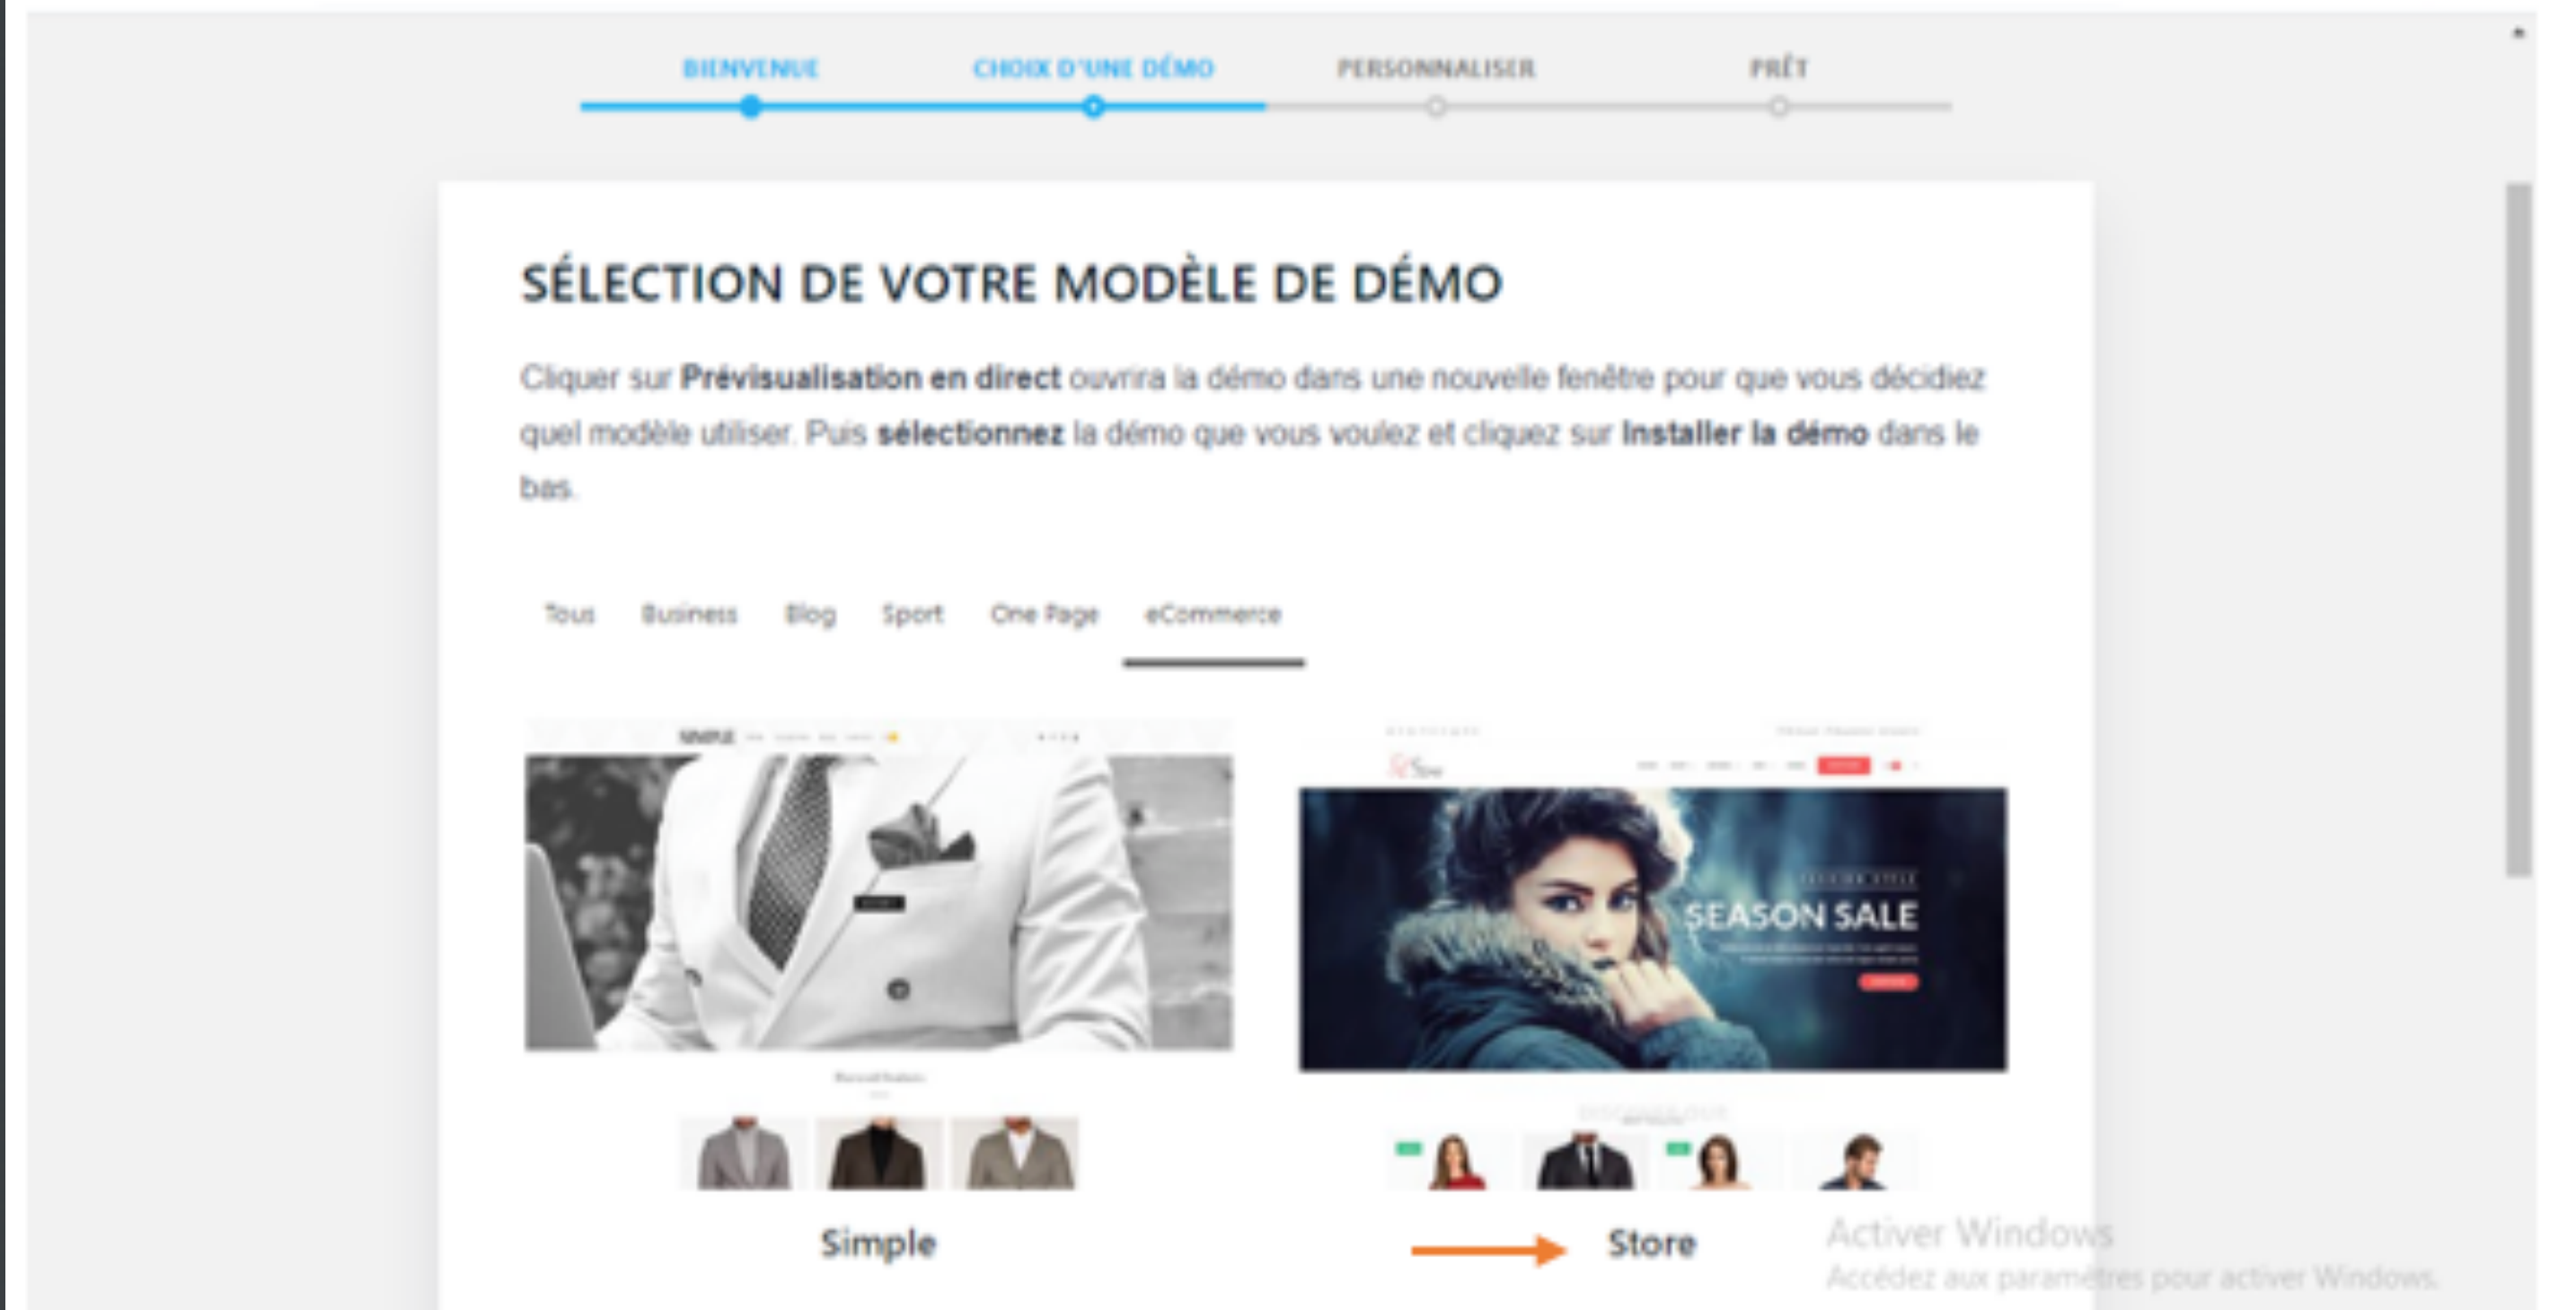 BIENVENUE CHOIX D'UNE DÉMO PERSONNALISER PRÊT
SÉLECTION DE VOTRE MODÈLE DE DÉMO
Cliquer sur Prévisualisation en direct ouvrira la démo dans une nouvelle fenêtre pour que vous décidiez
quel modèle utiliser. Puis sélectionnez la démo que vous voulez et cliquez sur Installer la démo dans le
bas.
Tous Business Blog Sport One Page eCommerce
SIMPLE
SEASON SALE
DISCOVER OUR
Simple
Store
Activer Windows
Accédez aux paramètres pour activer Windows.